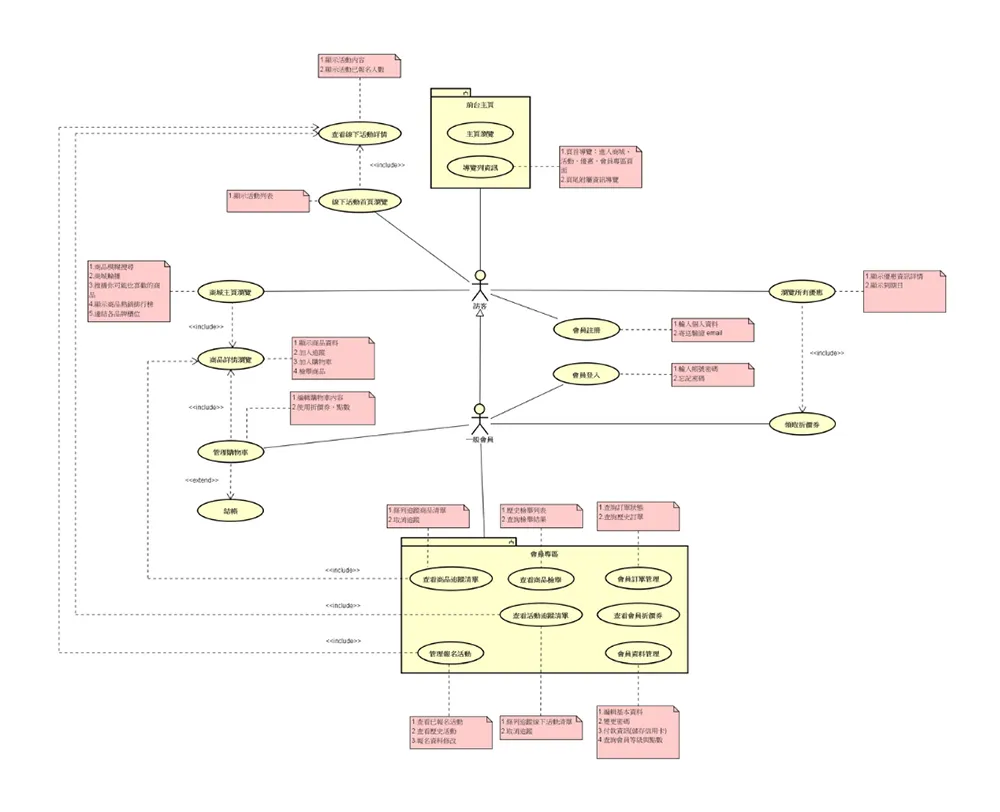 1.顯示活動內容
2.顯示活動已報名人數
前台主頁
主頁瀏覽
查看線下活動詳情
導覽列資訊
1.頁首導覽：進入商城、
活動、優惠、會員專區頁
面
2.頁尾附屬資訊導覽
<<include>>
1.顯示活動列表
線下活動首頁瀏覽
1.商品模糊搜尋
2.商城輪播
3.推薦你可能也喜歡的商
品
4.顯示商品熱銷排行榜
5.連結各品牌櫃位
商城主頁瀏覽
訪客
瀏覽所有優惠
1.顯示優惠資訊詳情
2.顯示到期日
<<include>>
會員註冊
1.輸入個人資料
2.寄送驗證 email
1.顯示商品資料
2.加入追蹤
3.加入購物車
4.檢舉商品
商品詳情瀏覽
<<include>>
會員登入
1.輸入帳號密碼
2.忘記密碼
<<include>>
1.編輯購物車內容
2.使用折價券、點數
領取折價券
一般會員
管理購物車
<<extend>>
結帳
1.條列追蹤商品清單
2.取消追蹤
1.歷史檢舉列表
2.查詢檢舉結果
1.查詢訂單狀態
2.查詢歷史訂單
會員專區
<<include>>
查看商品追蹤清單
查看商品檢舉
會員訂單管理
<<include>>
查看活動追蹤清單
查看會員折價券
<<include>>
管理報名活動
會員資料管理
1.查看已報名活動
2.查看歷史活動
3.報名資料修改
1.條列追蹤線下活動清單
2.取消追蹤
1.編輯基本資料
2.變更密碼
3.付款資訊(儲存信用卡)
4.查詢會員等級與點數